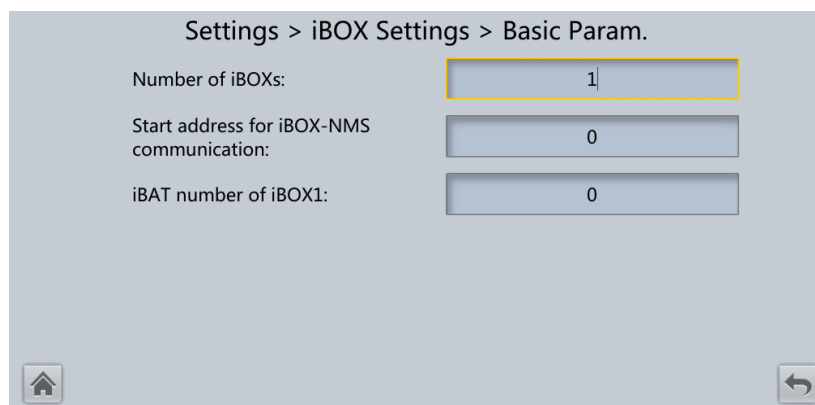 Settings > iBOX Settings > Basic Param.
Number of iBOXs:
1
Start address for iBOX-NMS
communication:
0
iBAT number of iBOX1:
0